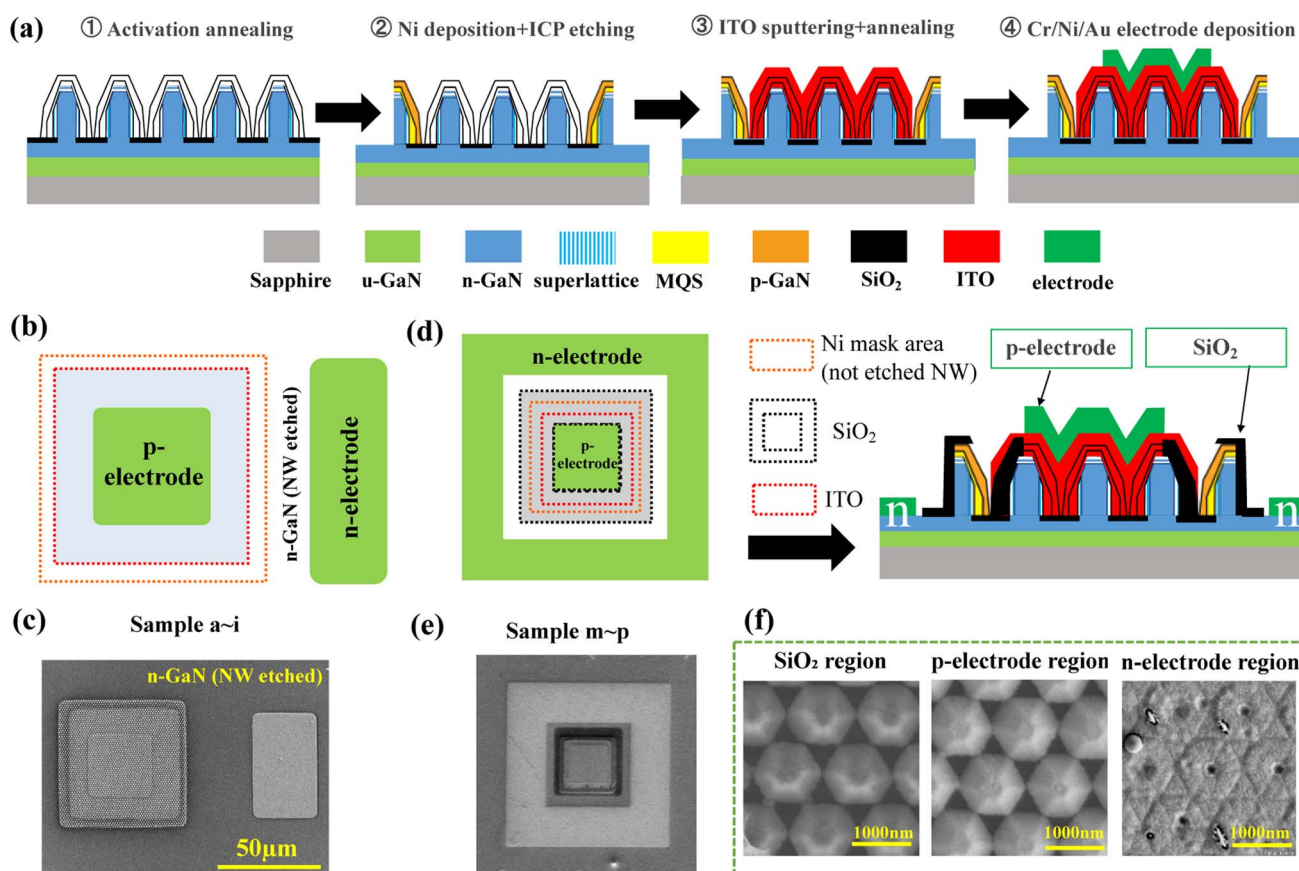 (a)
① Activation annealing
② Ni deposition+ICP etching
③ ITO sputtering+annealing
④ Cr/Ni/Au electrode deposition
Sapphire
u-GaN
n-GaN
superlattice
MQS
p-GaN
SiO₂
ITO
electrode
(b)
p-
electrode
n-GaN (NW etched)
n-electrode
(d)
n-electrode
p-
electrode
Ni mask area
(not etched NW)
SiO₂
ITO
p-electrode
SiO₂
n
n
(c)
Sample a~i
n-GaN (NW etched)
50μm
(e)
Sample m~p
(f)
SiO₂ region
p-electrode region
n-electrode region
1000nm
1000nm
1000nm